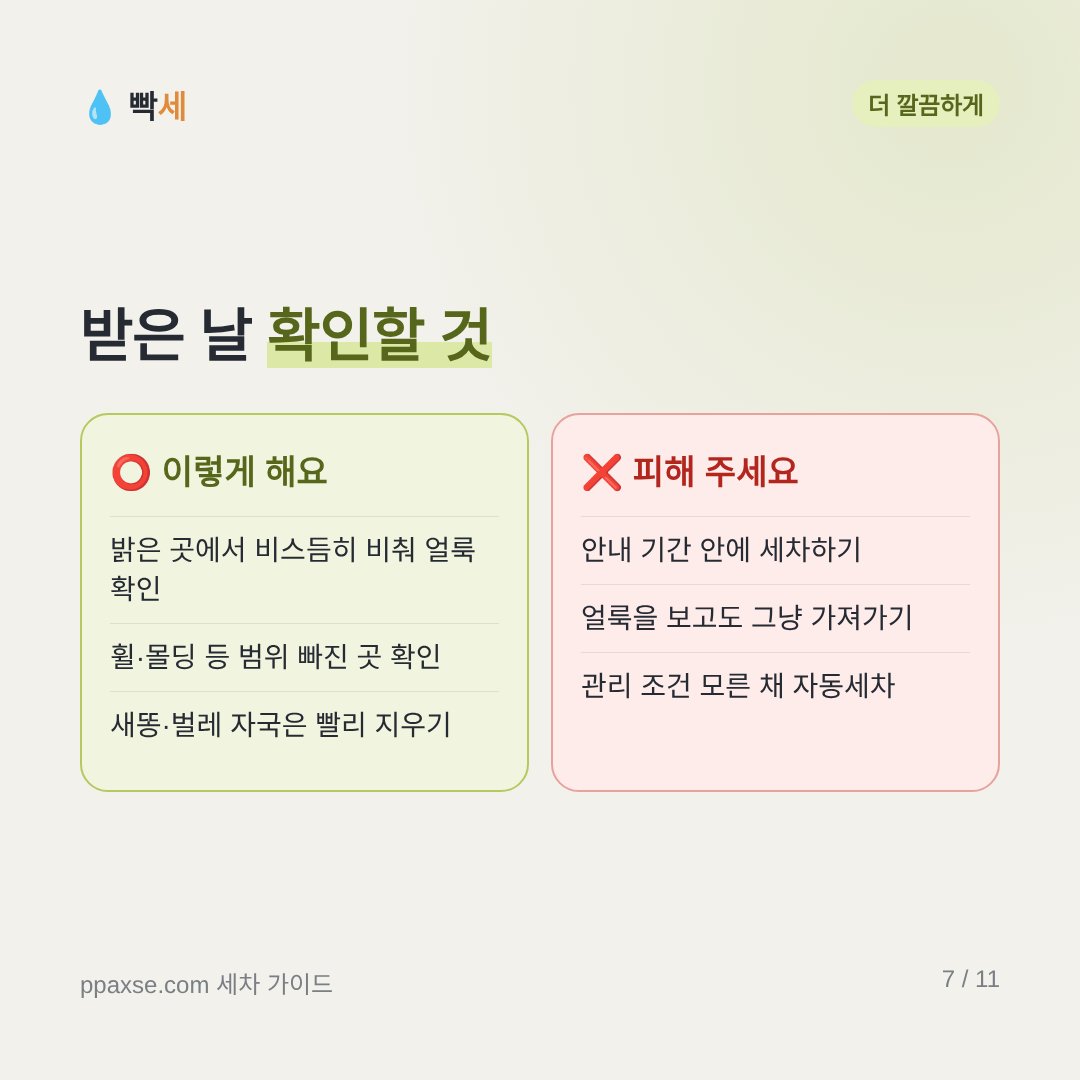 빡세
더 깔끔하게
받은 날 확인할 것
⭕ 이렇게 해요
밝은 곳에서 비스듬히 비춰 얼룩
확인
휠·몰딩 등 범위 빠진 곳 확인
새똥·벌레 자국은 빨리 지우기
❌ 피해 주세요
안내 기간 안에 세차하기
얼룩을 보고도 그냥 가져가기
관리 조건 모른 채 자동세차
ppaxse.com 세차 가이드
7 / 11